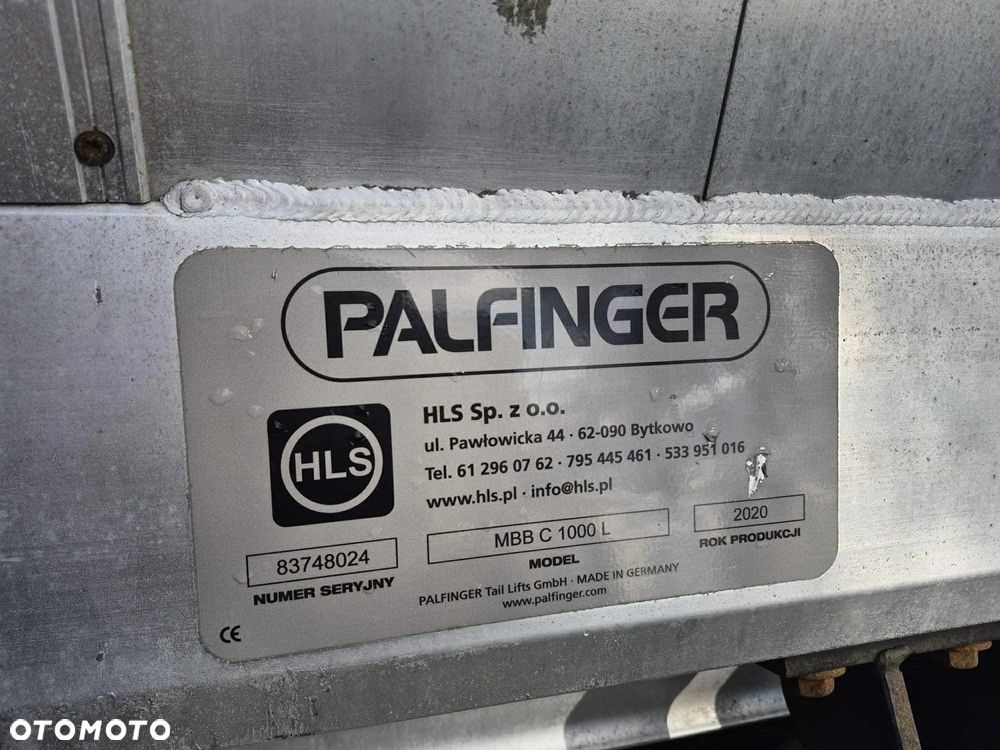 PALFINGER
HLS
HLS Sp. z o.o.
ul. Pawłowicka 44 · 62-090 Bytkowo
Tel. 61 296 07 62 · 795 445 461 · 533 951 016
www.hls.pl · info@hls.pl
83748024
NUMER SERYJNY
MBB C 1000 L
MODEL
2020
ROK PRODUKCJI
PALFINGER Tail Lifts GmbH · MADE IN GERMANY
www.palfinger.com
CE
OTOMOTO